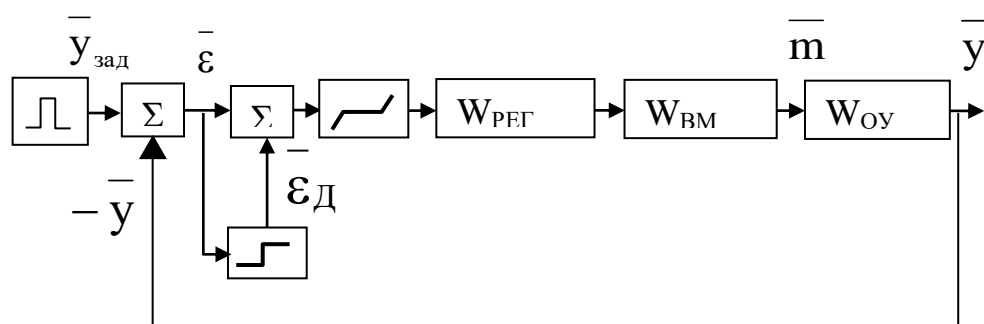 y̅зад
ε̅
m̅
y̅
Σ
Σ
WРЕГ
WВМ
WОУ
ε̅Д
− y̅